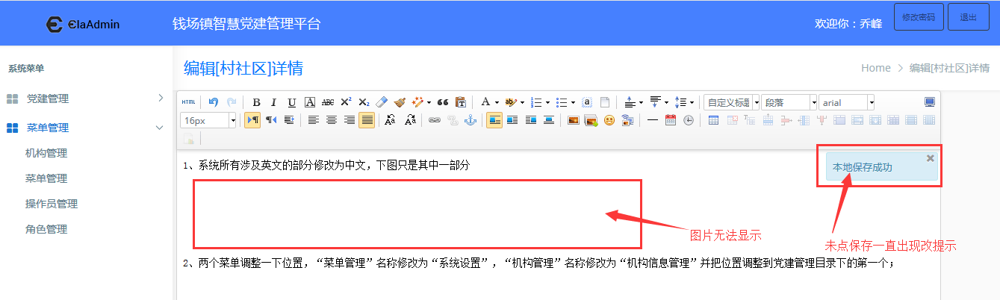 ElaAdmin
钱场镇智慧党建管理平台
欢迎你：乔峰
修改密码
退出
系统菜单
党建管理
菜单管理
机构管理
菜单管理
操作员管理
角色管理
编辑[村社区]详情
Home > 编辑[村社区]详情
HTML
自定义标题
段落
arial
16px
1、系统所有涉及英文的部分修改为中文，下图只是其中一部分
本地保存成功
图片无法显示
未点保存一直出现改提示
2、两个菜单调整一下位置，“菜单管理”名称修改为“系统设置”，“机构管理”名称修改为“机构信息管理”并把位置调整到党建管理目录下的第一个；